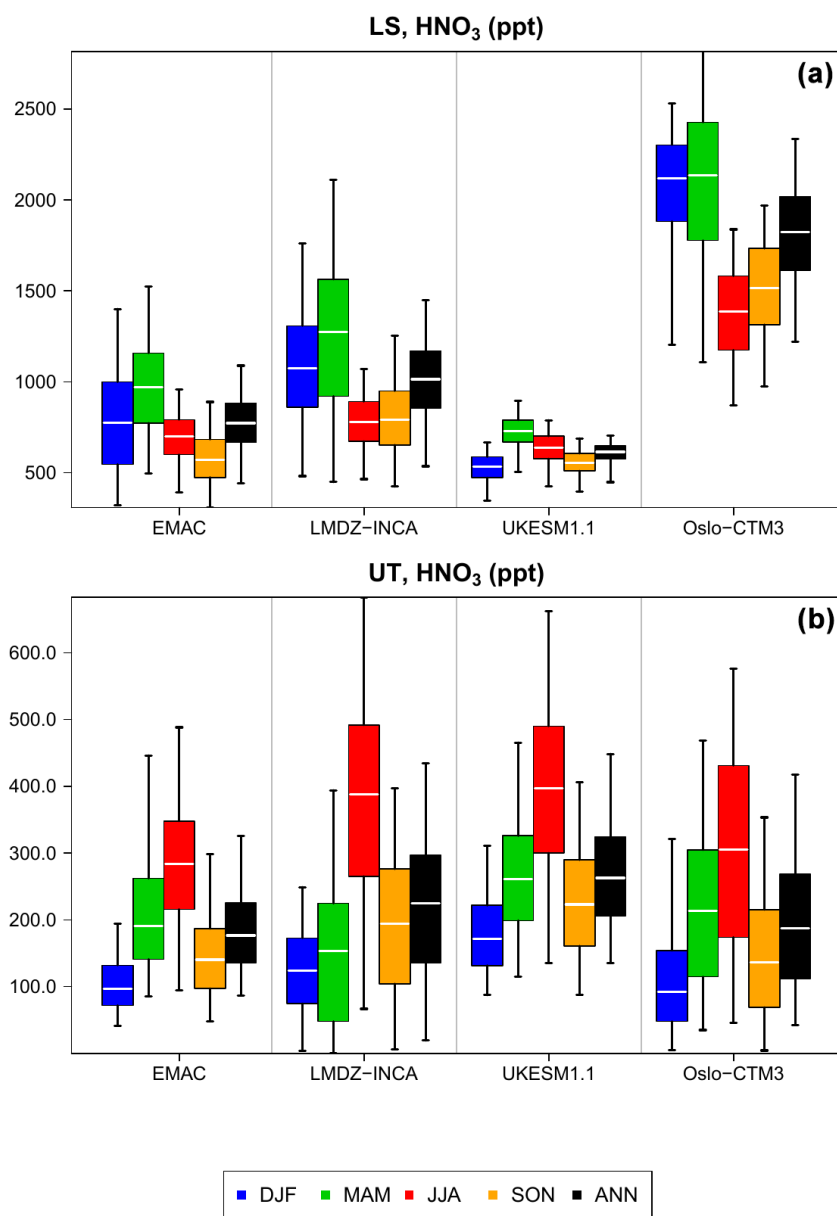 LS, HNO₃ (ppt)
(a)
2500
2000
1500
1000
500
EMAC LMDZ−INCA UKESM1.1 Oslo−CTM3
UT, HNO₃ (ppt)
(b)
600.0
500.0
400.0
300.0
200.0
100.0
EMAC LMDZ−INCA UKESM1.1 Oslo−CTM3
DJF MAM JJA SON ANN